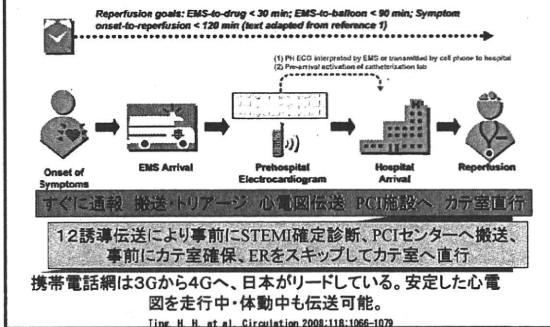 Reperfusion goals: EMS-to-drug < 30 min; EMS-to-balloon < 90 min; Symptom
onset-to-reperfusion < 120 min (text adapted from reference 1)
(1) PH ECG interpreted by EMS or transmitted by cell phone to hospital
(2) Pre-arrival activation of catheterization lab
Onset of
Symptoms
EMS Arrival
Prehospital
Electrocardiogram
Hospital
Arrival
Reperfusion
すぐに通報 搬送・トリアージ 心電図伝送 PCI施設へ カテ室直行
12誘導伝送により事前にSTEMI確定診断、PCIセンターへ搬送、
事前にカテ室確保、ERをスキップしてカテ室へ直行
携帯電話網は3Gから4Gへ、日本がリードしている。安定した心電
図を走行中・体動中も伝送可能。
Ting, H. H. et al. Circulation 2008;118:1066-1079